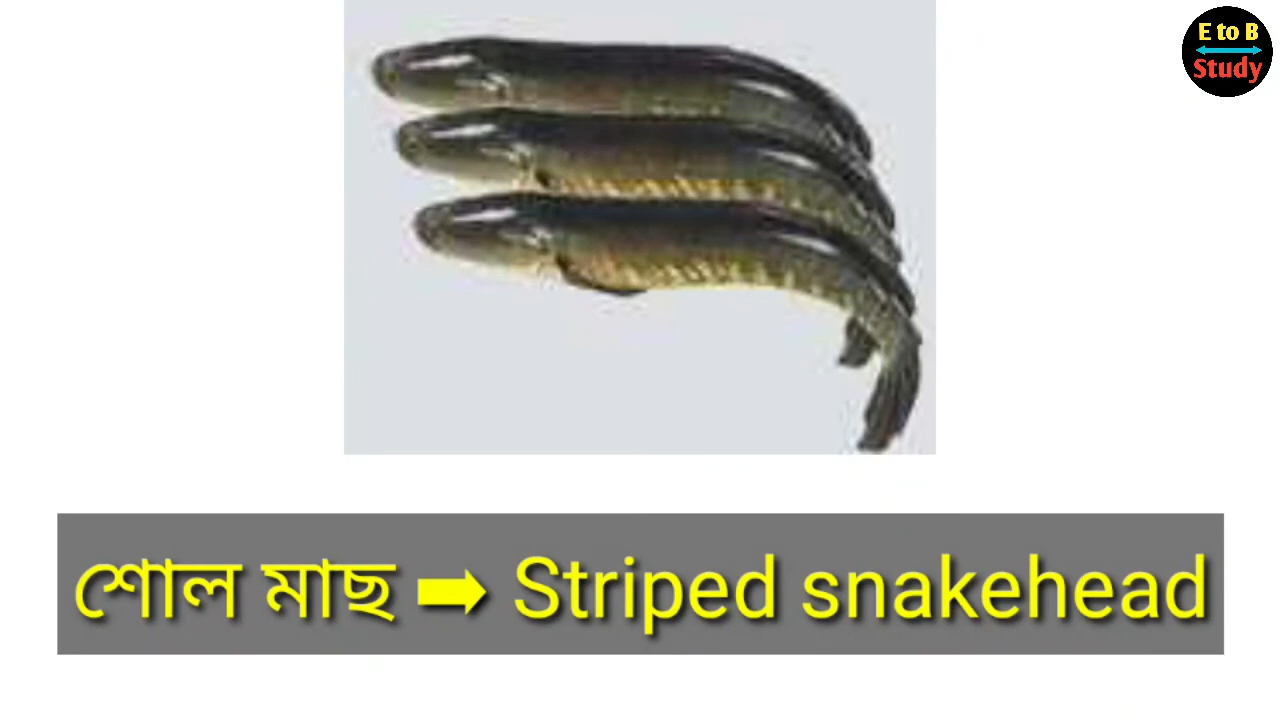 E to B
Study
শোল মাছ ➡ Striped snakehead